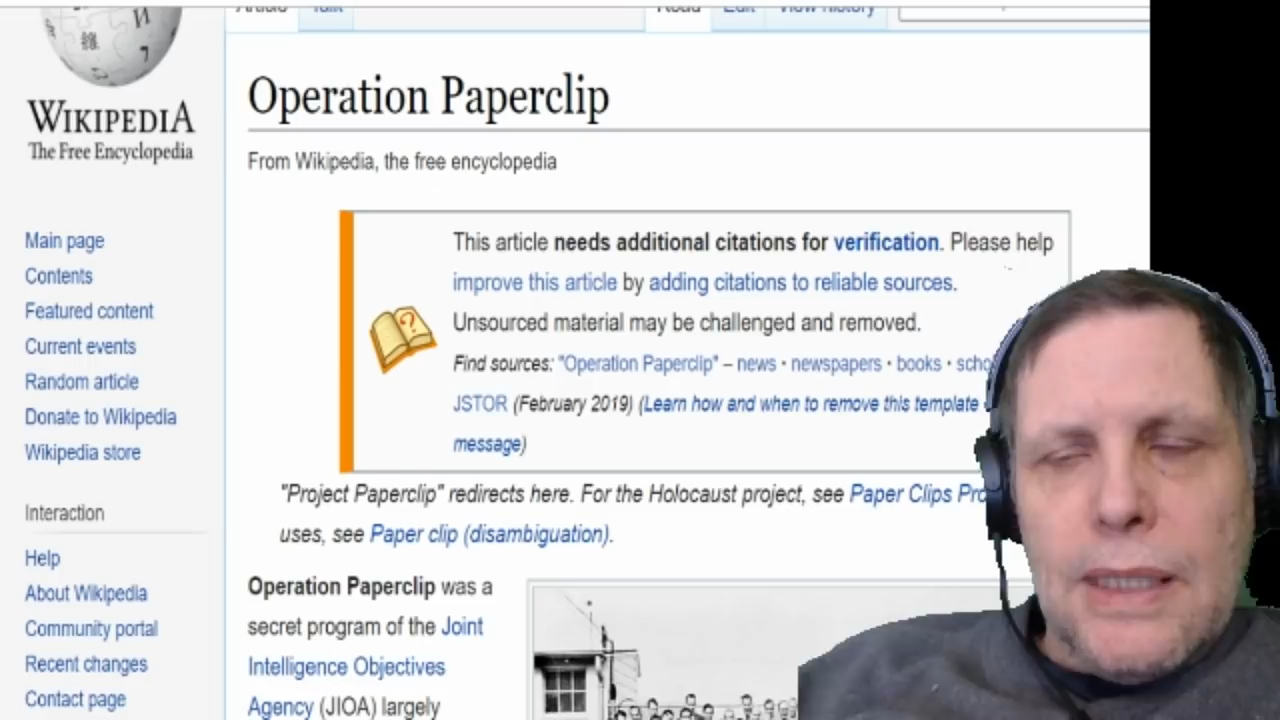 Article Talk Read Edit View history
WIKIPEDIA
The Free Encyclopedia
Main page
Contents
Featured content
Current events
Random article
Donate to Wikipedia
Wikipedia store
Interaction
Help
About Wikipedia
Community portal
Recent changes
Contact page
Operation Paperclip
From Wikipedia, the free encyclopedia
This article needs additional citations for verification. Please help
improve this article by adding citations to reliable sources.
Unsourced material may be challenged and removed.
Find sources: "Operation Paperclip" – news · newspapers · books ·
JSTOR (February 2019) (Learn how and when to remove this template
message)
"Project Paperclip" redirects here. For the Holocaust project, see Paper Clips
uses, see Paper clip (disambiguation).
Operation Paperclip was a
secret program of the Joint
Intelligence Objectives
Agency (JIOA) largely